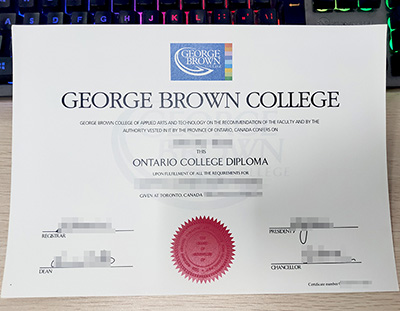 GEORGE
BROWN
GEORGE BROWN COLLEGE
GEORGE BROWN COLLEGE OF APPLIED ARTS AND TECHNOLOGY ON THE RECOMMENDATION OF THE FACULTY AND BY THE
AUTHORITY VESTED IN IT BY THE PROVINCE OF ONTARIO, CANADA CONFERS ON
THIS
ONTARIO COLLEGE DIPLOMA
UPON FULFILLMENT OF ALL THE REQUIREMENTS FOR
GIVEN AT TORONTO, CANADA
REGISTRAR
PRESIDENT
DEAN
CHANCELLOR
Certificate number